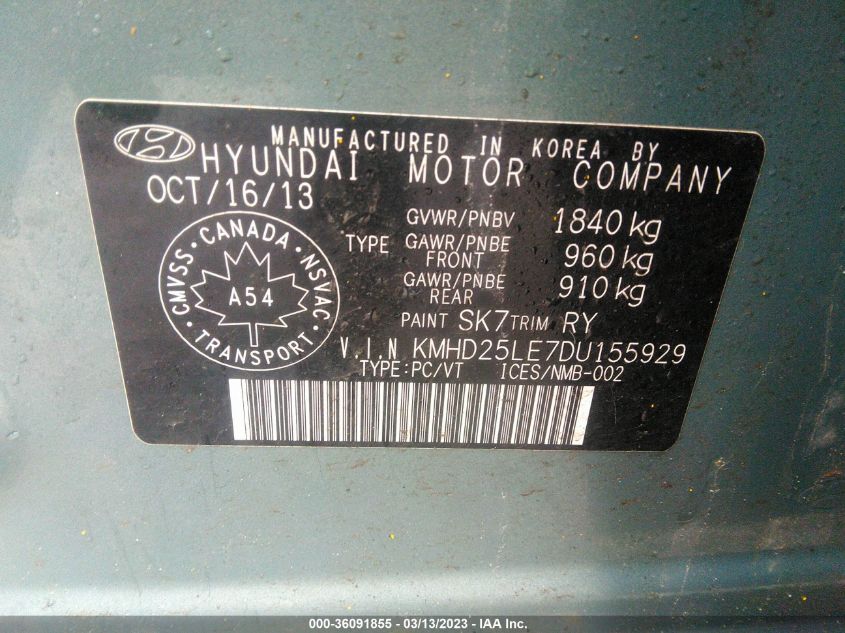 MANUFACTURED IN KOREA BY
HYUNDAI MOTOR COMPANY
OCT/16/13
GVWR/PNBV 1840 kg
TYPE GAWR/PNBE FRONT 960 kg
GAWR/PNBE REAR 910 kg
PAINT SK7 TRIM RY
V.I.N KMHD25LE7DU155929
TYPE:PC/VT ICES/NMB-002
CMVSS · CANADA · NSVAC
A54
· TRANSPORT ·
000-36091855 - 03/13/2023 - IAA Inc.